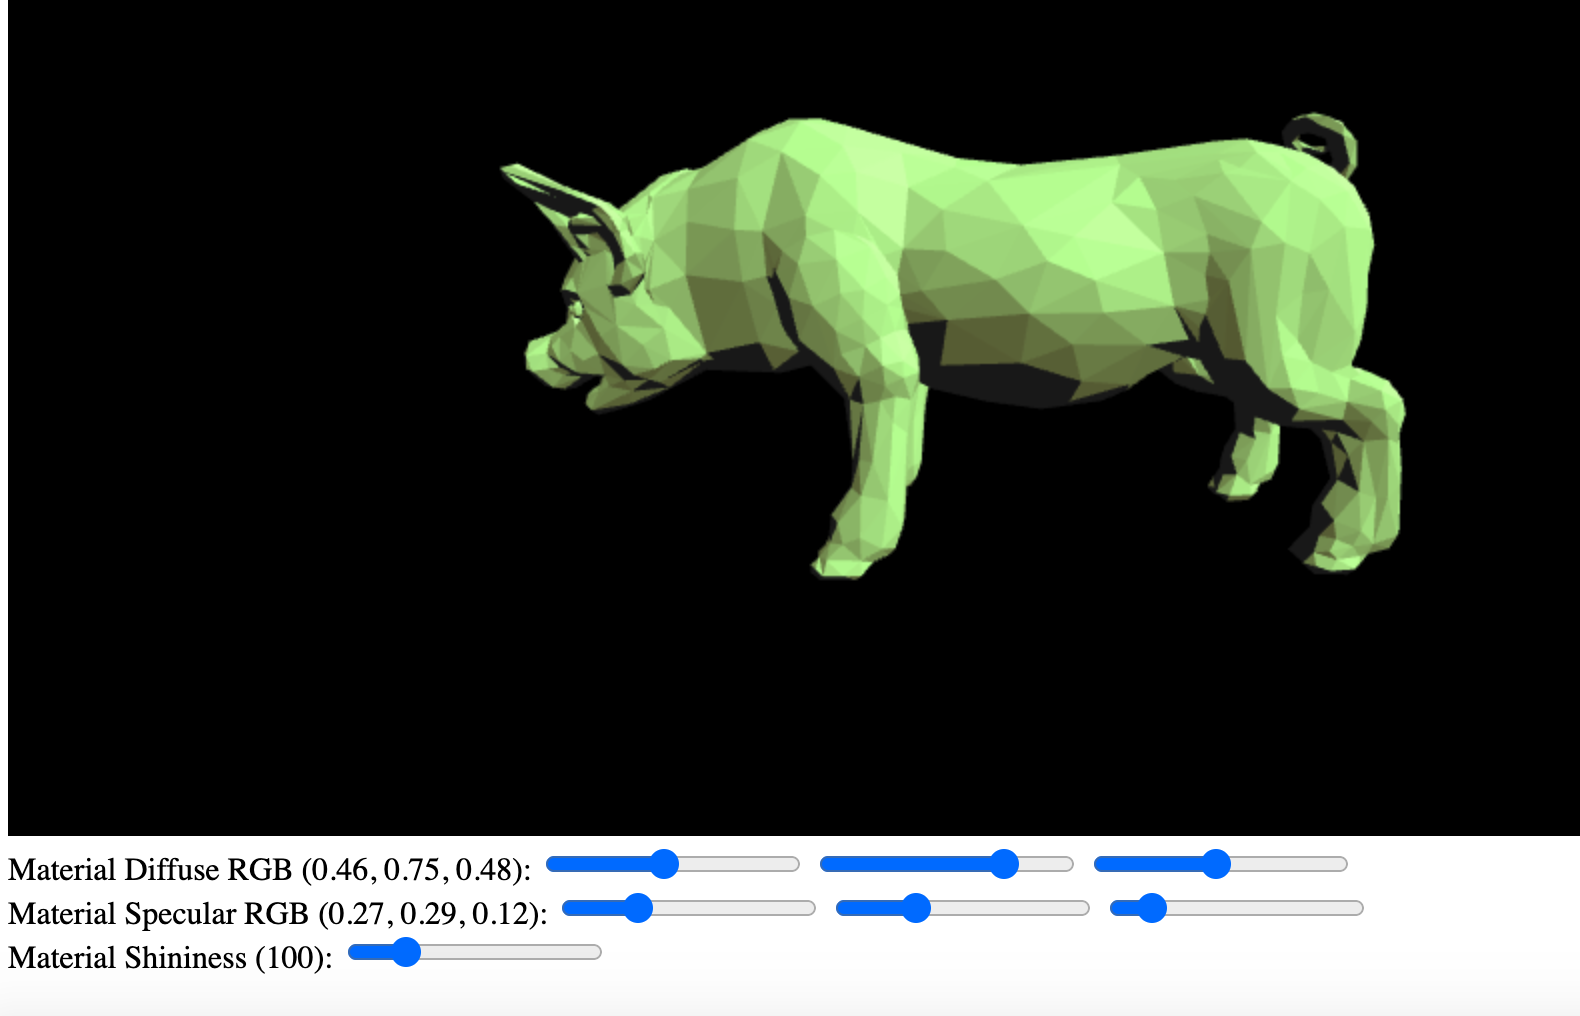 Material Diffuse RGB (0.46, 0.75, 0.48):
Material Specular RGB (0.27, 0.29, 0.12):
Material Shininess (100):